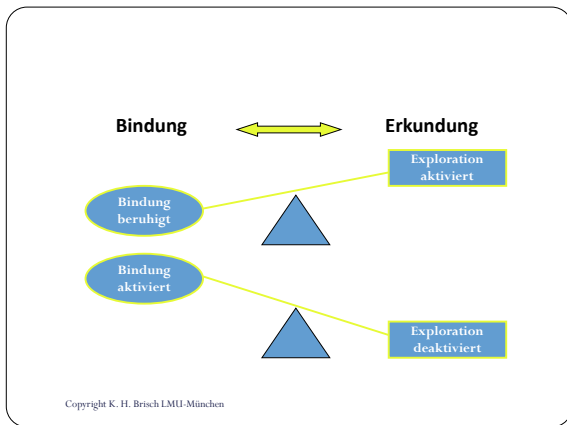 Bindung
Erkundung
Exploration
aktiviert
Bindung
beruhigt
Bindung
aktiviert
Exploration
deaktiviert
Copyright K. H. Brisch LMU-München